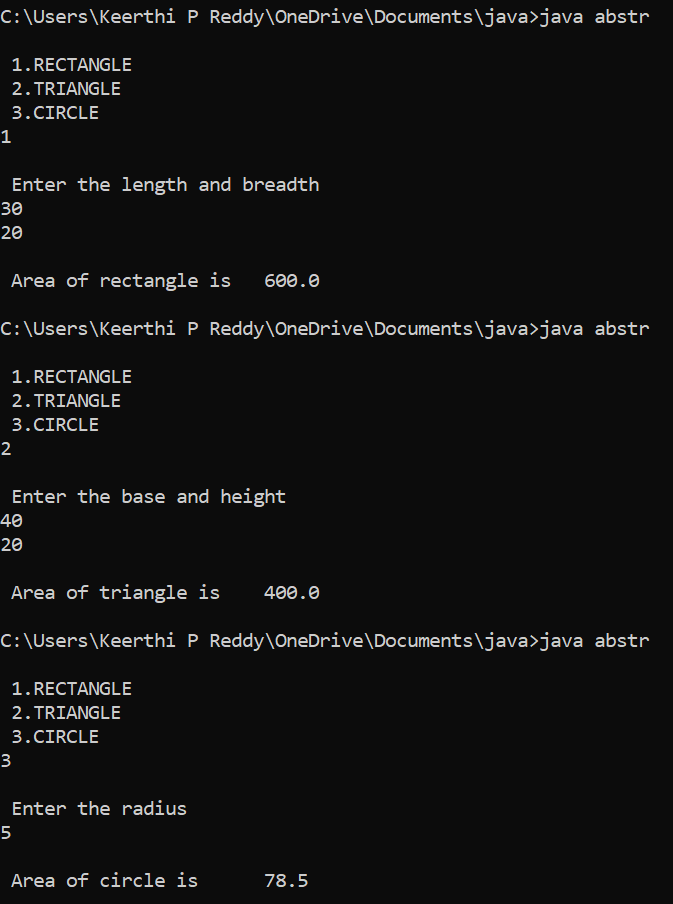 C:\Users\Keerthi P Reddy\OneDrive\Documents\java>java abstr
1.RECTANGLE
2.TRIANGLE
3.CIRCLE
1
Enter the length and breadth
30
20
Area of rectangle is   600.0
C:\Users\Keerthi P Reddy\OneDrive\Documents\java>java abstr
1.RECTANGLE
2.TRIANGLE
3.CIRCLE
2
Enter the base and height
40
20
Area of triangle is    400.0
C:\Users\Keerthi P Reddy\OneDrive\Documents\java>java abstr
1.RECTANGLE
2.TRIANGLE
3.CIRCLE
3
Enter the radius
5
Area of circle is      78.5